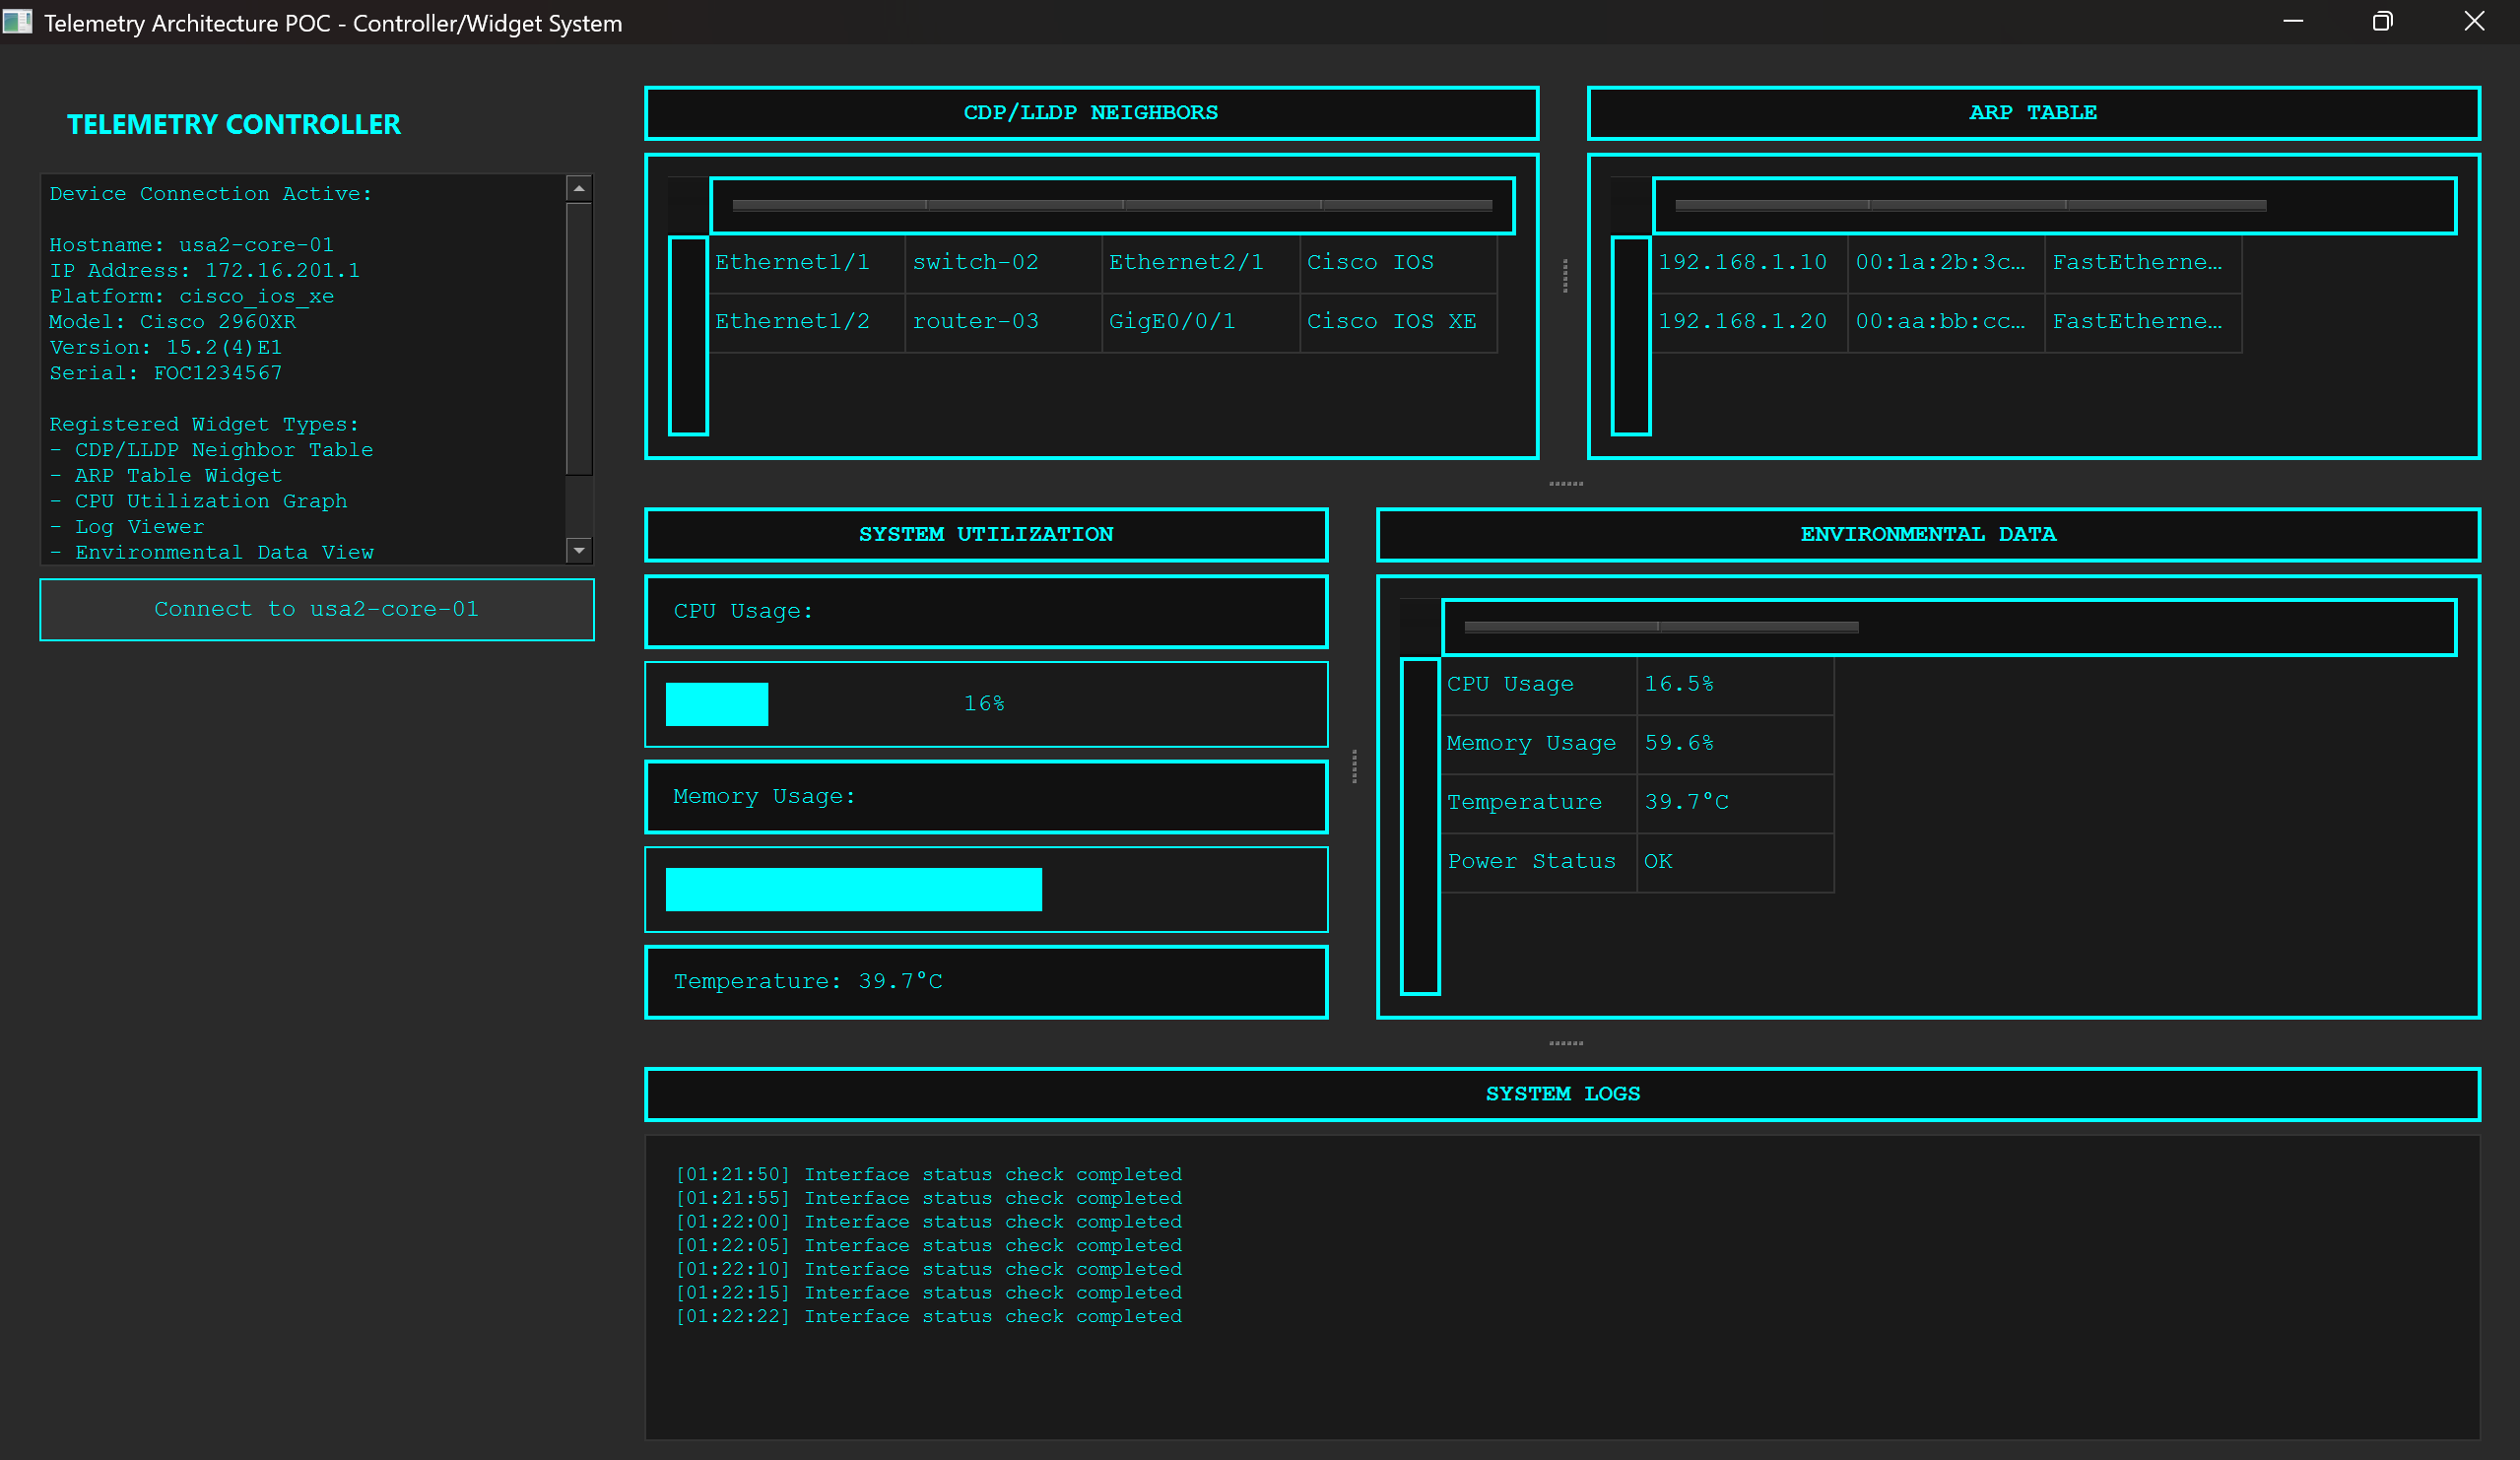 Telemetry Architecture POC - Controller/Widget System
TELEMETRY CONTROLLER
Device Connection Active:
Hostname: usa2-core-01
IP Address: 172.16.201.1
Platform: cisco_ios_xe
Model: Cisco 2960XR
Version: 15.2(4)E1
Serial: FOC1234567
Registered Widget Types:
- CDP/LLDP Neighbor Table
- ARP Table Widget
- CPU Utilization Graph
- Log Viewer
- Environmental Data View
Connect to usa2-core-01
CDP/LLDP NEIGHBORS
Ethernet1/1 switch-02 Ethernet2/1 Cisco IOS
Ethernet1/2 router-03 GigE0/0/1 Cisco IOS XE
ARP TABLE
192.168.1.10 00:1a:2b:3c… FastEtherne…
192.168.1.20 00:aa:bb:cc… FastEtherne…
SYSTEM UTILIZATION
CPU Usage:
16%
Memory Usage:
Temperature: 39.7°C
ENVIRONMENTAL DATA
CPU Usage 16.5%
Memory Usage 59.6%
Temperature 39.7°C
Power Status OK
SYSTEM LOGS
[01:21:50] Interface status check completed
[01:21:55] Interface status check completed
[01:22:00] Interface status check completed
[01:22:05] Interface status check completed
[01:22:10] Interface status check completed
[01:22:15] Interface status check completed
[01:22:22] Interface status check completed